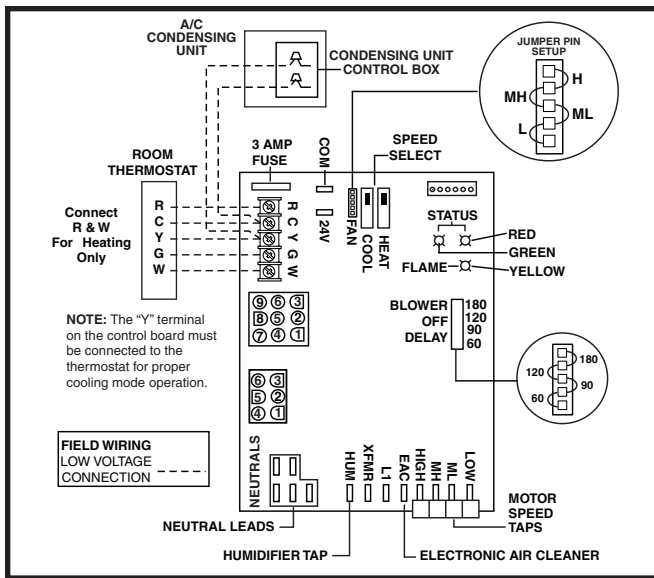 A/C
CONDENSING
UNIT
CONDENSING UNIT
CONTROL BOX
JUMPER PIN
SETUP
H
MH
ML
L
ROOM
THERMOSTAT
3 AMP
FUSE
COM
SPEED
SELECT
Connect
R & W
For Heating
Only
R
C
Y
G
W
R
C
Y
G
W
24V
FAN
COOL
HEAT
STATUS
RED
GREEN
FLAME
YELLOW
NOTE: The "Y" terminal
on the control board must
be connected to the
thermostat for proper
cooling mode operation.
9 6 3
8 5 2
7 4 1
BLOWER
OFF
DELAY
180
120
90
60
180
120
90
60
6 3
5 2
4 1
FIELD WIRING
LOW VOLTAGE
CONNECTION
NEUTRALS
HUM
XFMR
L1
EAC
HIGH
MH
ML
LOW
NEUTRAL LEADS
MOTOR
SPEED
TAPS
HUMIDIFIER TAP
ELECTRONIC AIR CLEANER